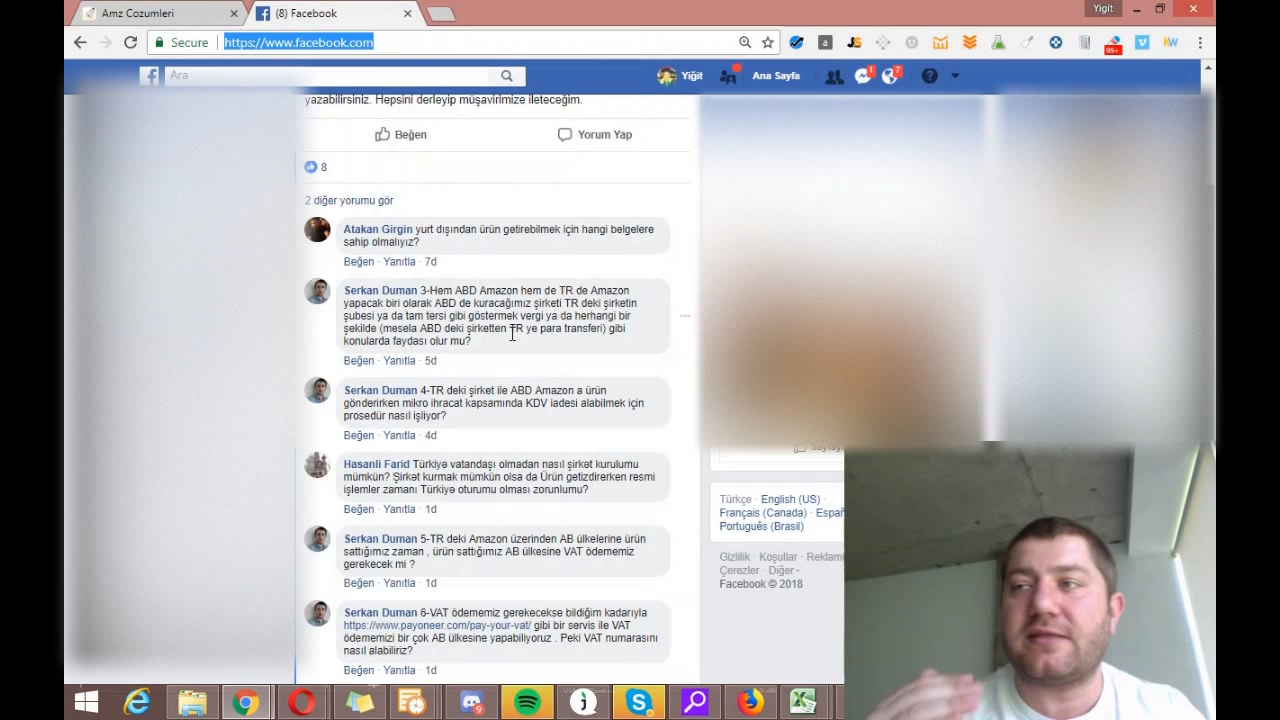 Amz Cozumleri
(8) Facebook
Yigit
Secure
https://www.facebook.com
99+
Ara
Yiğit
Ana Sayfa
1
7
yazabilirsiniz. Hepsini derleyip müşavirimize ileteceğim.
Beğen
Yorum Yap
8
2 diğer yorumu gör
Atakan Girgin yurt dışından ürün getirebilmek için hangi belgelere
sahip olmalıyız?
Beğen · Yanıtla · 7d
Serkan Duman 3-Hem ABD Amazon hem de TR de Amazon
yapacak biri olarak ABD de kuracağımız şirketi TR deki şirketin
şubesi ya da tam tersi gibi göstermek vergi ya da herhangi bir
şekilde (mesela ABD deki şirketten TR ye para transferi) gibi
konularda faydası olur mu?
Beğen · Yanıtla · 5d
Serkan Duman 4-TR deki şirket ile ABD Amazon a ürün
gönderirken mikro ihracat kapsamında KDV iadesi alabilmek için
prosedür nasıl işliyor?
Beğen · Yanıtla · 4d
Hasanli Farid Türkiyə vatandaşı olmadan nasıl şirkət kurulumu
mümkün? Şirkət kurmak mümkün olsa da Ürün getizdirerken resmi
işlemler zamanı Türkiyə oturumu olması zorunlumu?
Beğen · Yanıtla · 1d
Serkan Duman 5-TR deki Amazon üzerinden AB ülkelerine ürün
sattığımız zaman , ürün sattığımız AB ülkesine VAT ödememiz
gerekecek mi ?
Beğen · Yanıtla · 1d
Serkan Duman 6-VAT ödememiz gerekecekse bildiğim kadarıyla
https://www.payoneer.com/pay-your-vat/ gibi bir servis ile VAT
ödememizi bir çok AB ülkesine yapabiliyoruz . Peki VAT numarasını
nasıl alabiliriz?
Beğen · Yanıtla · 1d
Türkçe · English (US) ·
Français (Canada) · Españ
Português (Brasil)
Gizlilik · Koşullar · Reklam
Çerezler · Diğer
Facebook © 2018
9